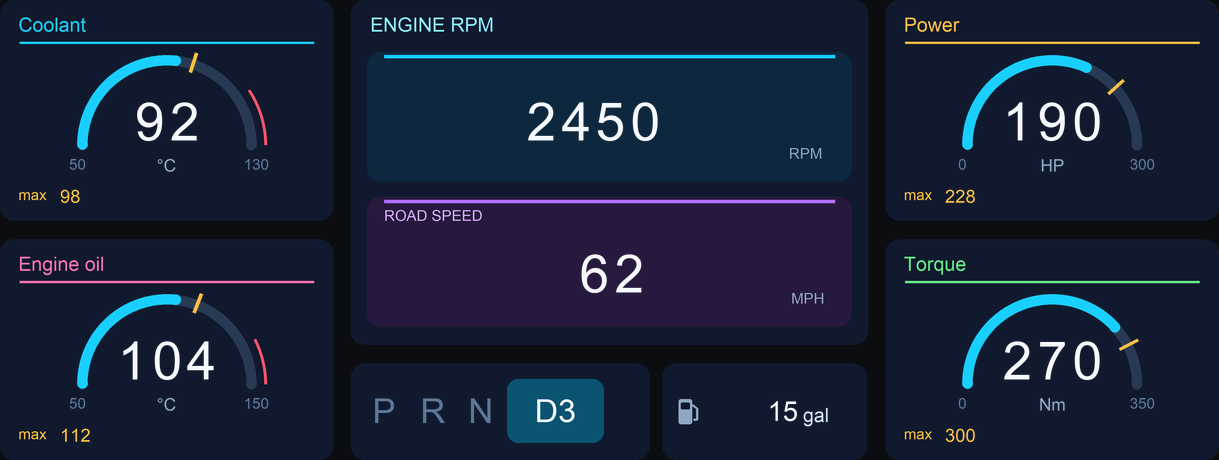 Coolant
92
50
°C
130
max 98
Engine oil
104
50
°C
150
max 112
ENGINE RPM
2450
RPM
ROAD SPEED
62
MPH
P R N D3
15 gal
Power
190
0
HP
300
max 228
Torque
270
0
Nm
350
max 300